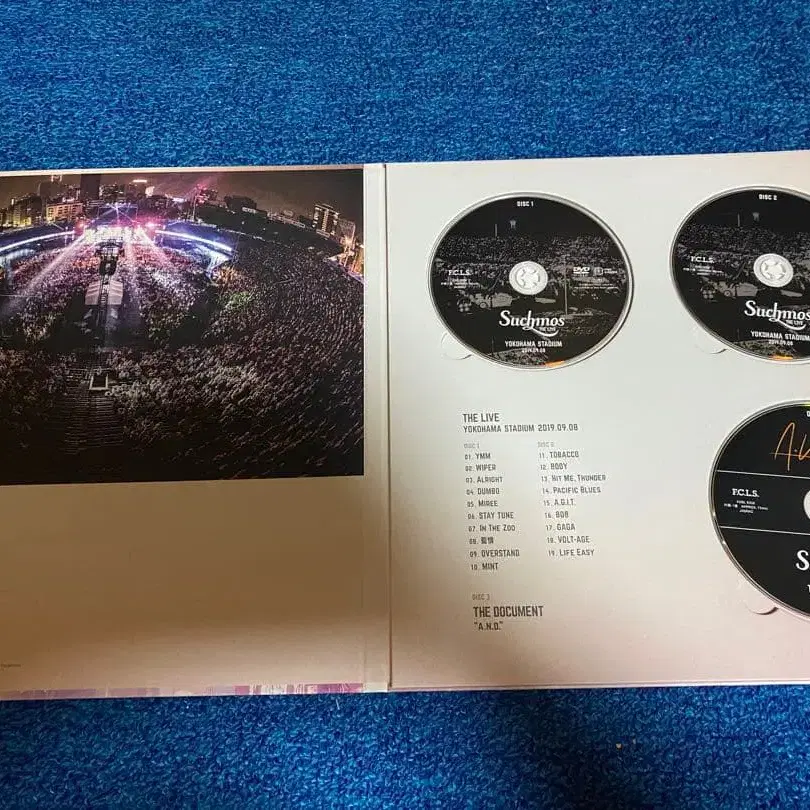 DISC 1
F.C.L.S.
DVD
Suchmos
THE LIVE
YOKOHAMA STADIUM
2019.09.08
DISC 2
F.C.L.S.
Suchmos
THE LIVE
YOKOHAMA STADIUM
2019.09.08
THE LIVE
YOKOHAMA STADIUM 2019.09.08
DISC 1
01. YMM
02. WIPER
03. ALRIGHT
04. DUMBO
05. MIREE
06. STAY TUNE
07. IN THE ZOO
08. 藍情
09. OVERSTAND
10. MINT
DISC 2
11. TOBACCO
12. BODY
13. HIT ME, THUNDER
14. PACIFIC BLUES
15. A.G.I.T.
16. BOB
17. GAGA
18. VOLT-AGE
19. LIFE EASY
DISC 3
THE DOCUMENT
"A.N.D."
F.C.L.S.